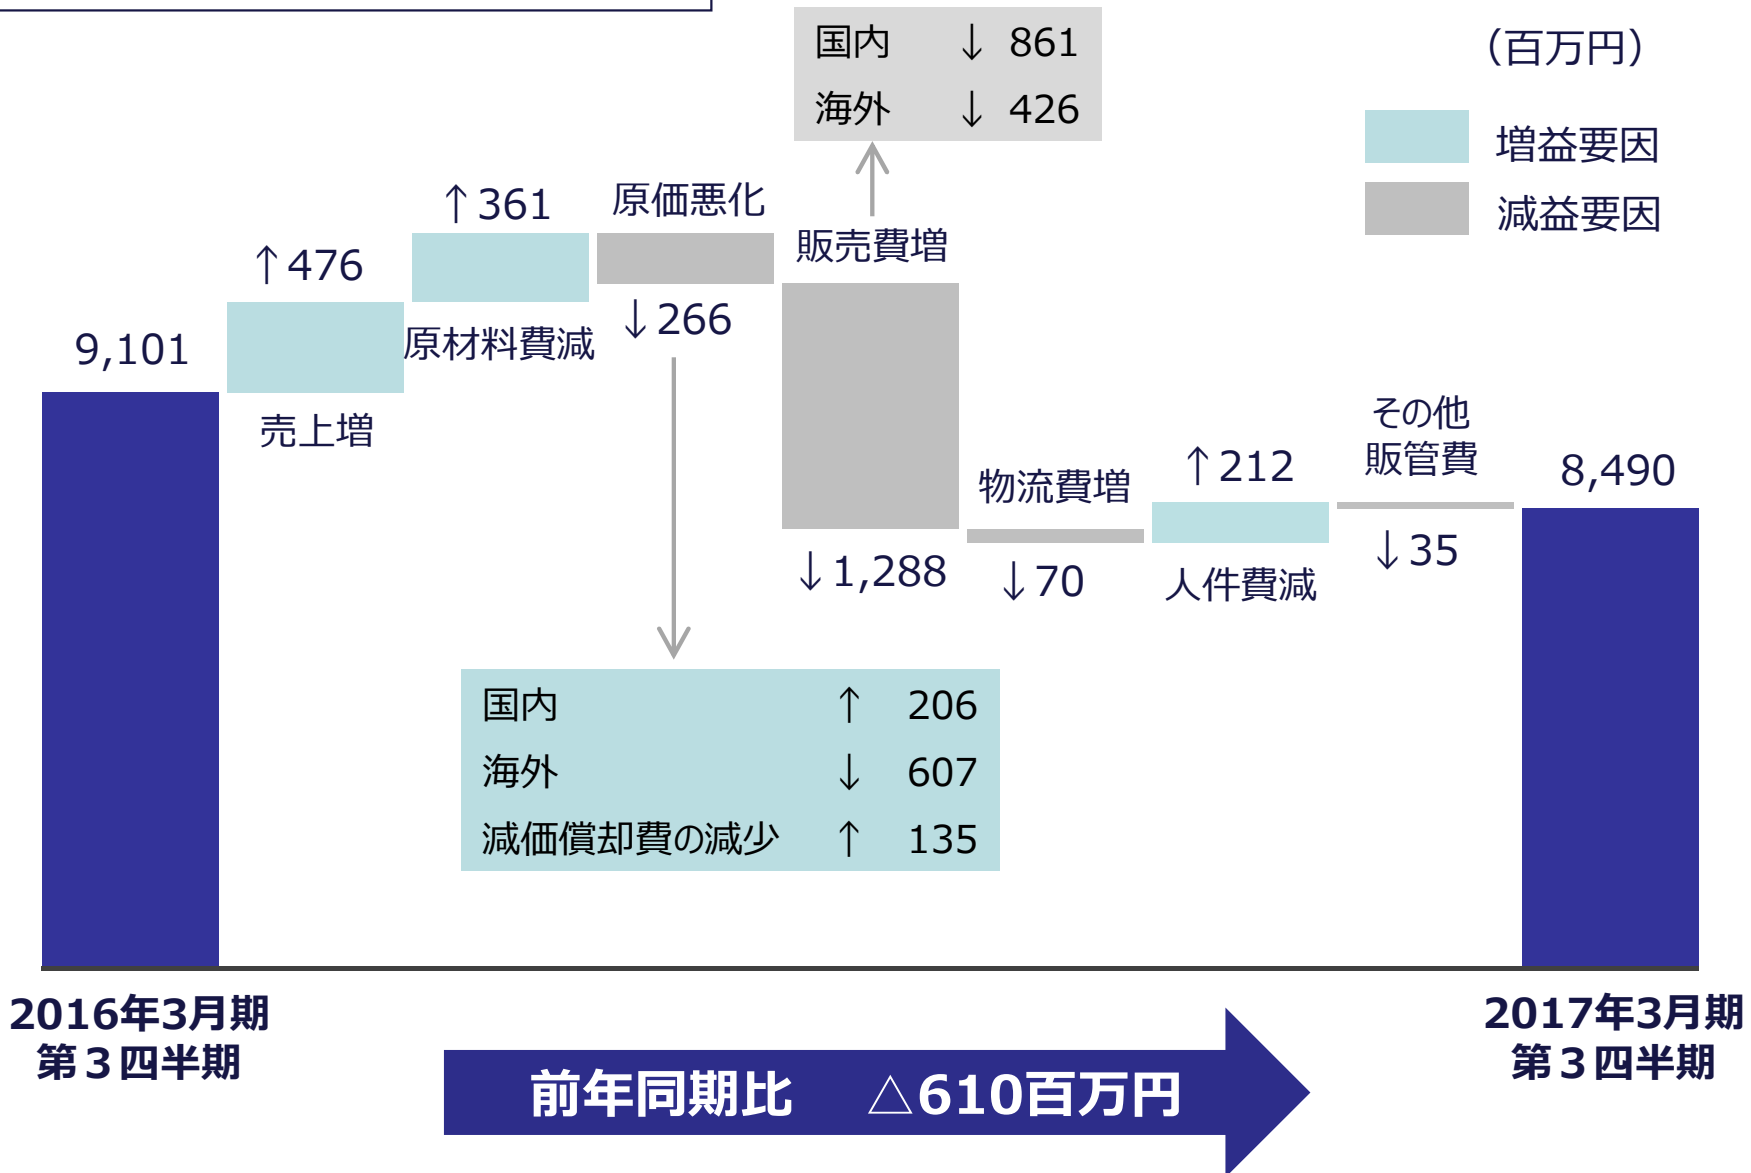 国内 ↓ 861
海外 ↓ 426
（百万円）
増益要因
減益要因
↑361
原価悪化
販売費増
↑476
↓266
9,101
原材料費減
売上増
その他
販管費
↑212
物流費増
8,490
↓1,288
↓70
人件費減
↓35
国内 ↑ 206
海外 ↓ 607
減価償却費の減少 ↑ 135
2016年3月期
第３四半期
2017年3月期
第３四半期
前年同期比 △610百万円